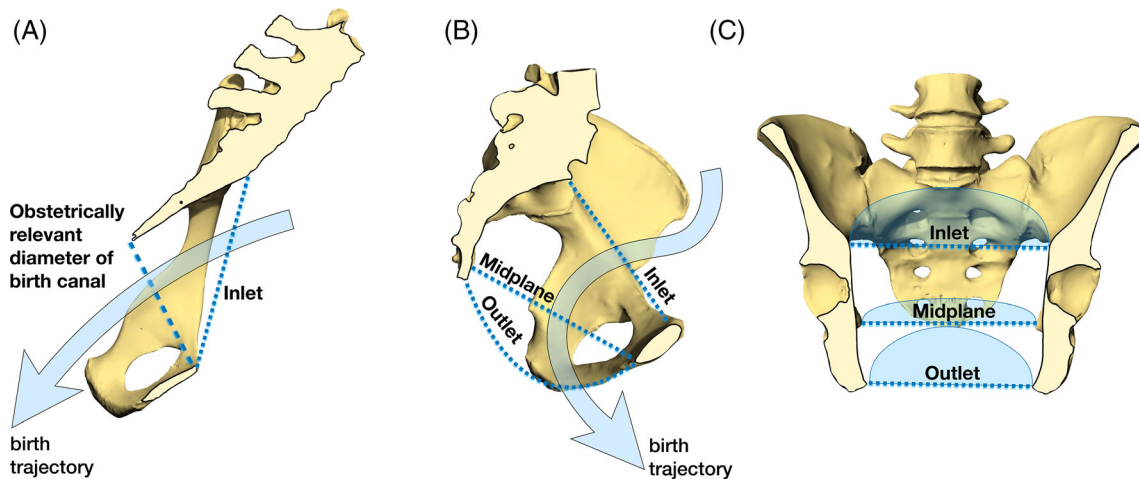 (A)
Obstetrically
relevant
diameter of
birth canal
Inlet
birth
trajectory
(B)
Midplane
Inlet
Outlet
birth
trajectory
(C)
Inlet
Midplane
Outlet